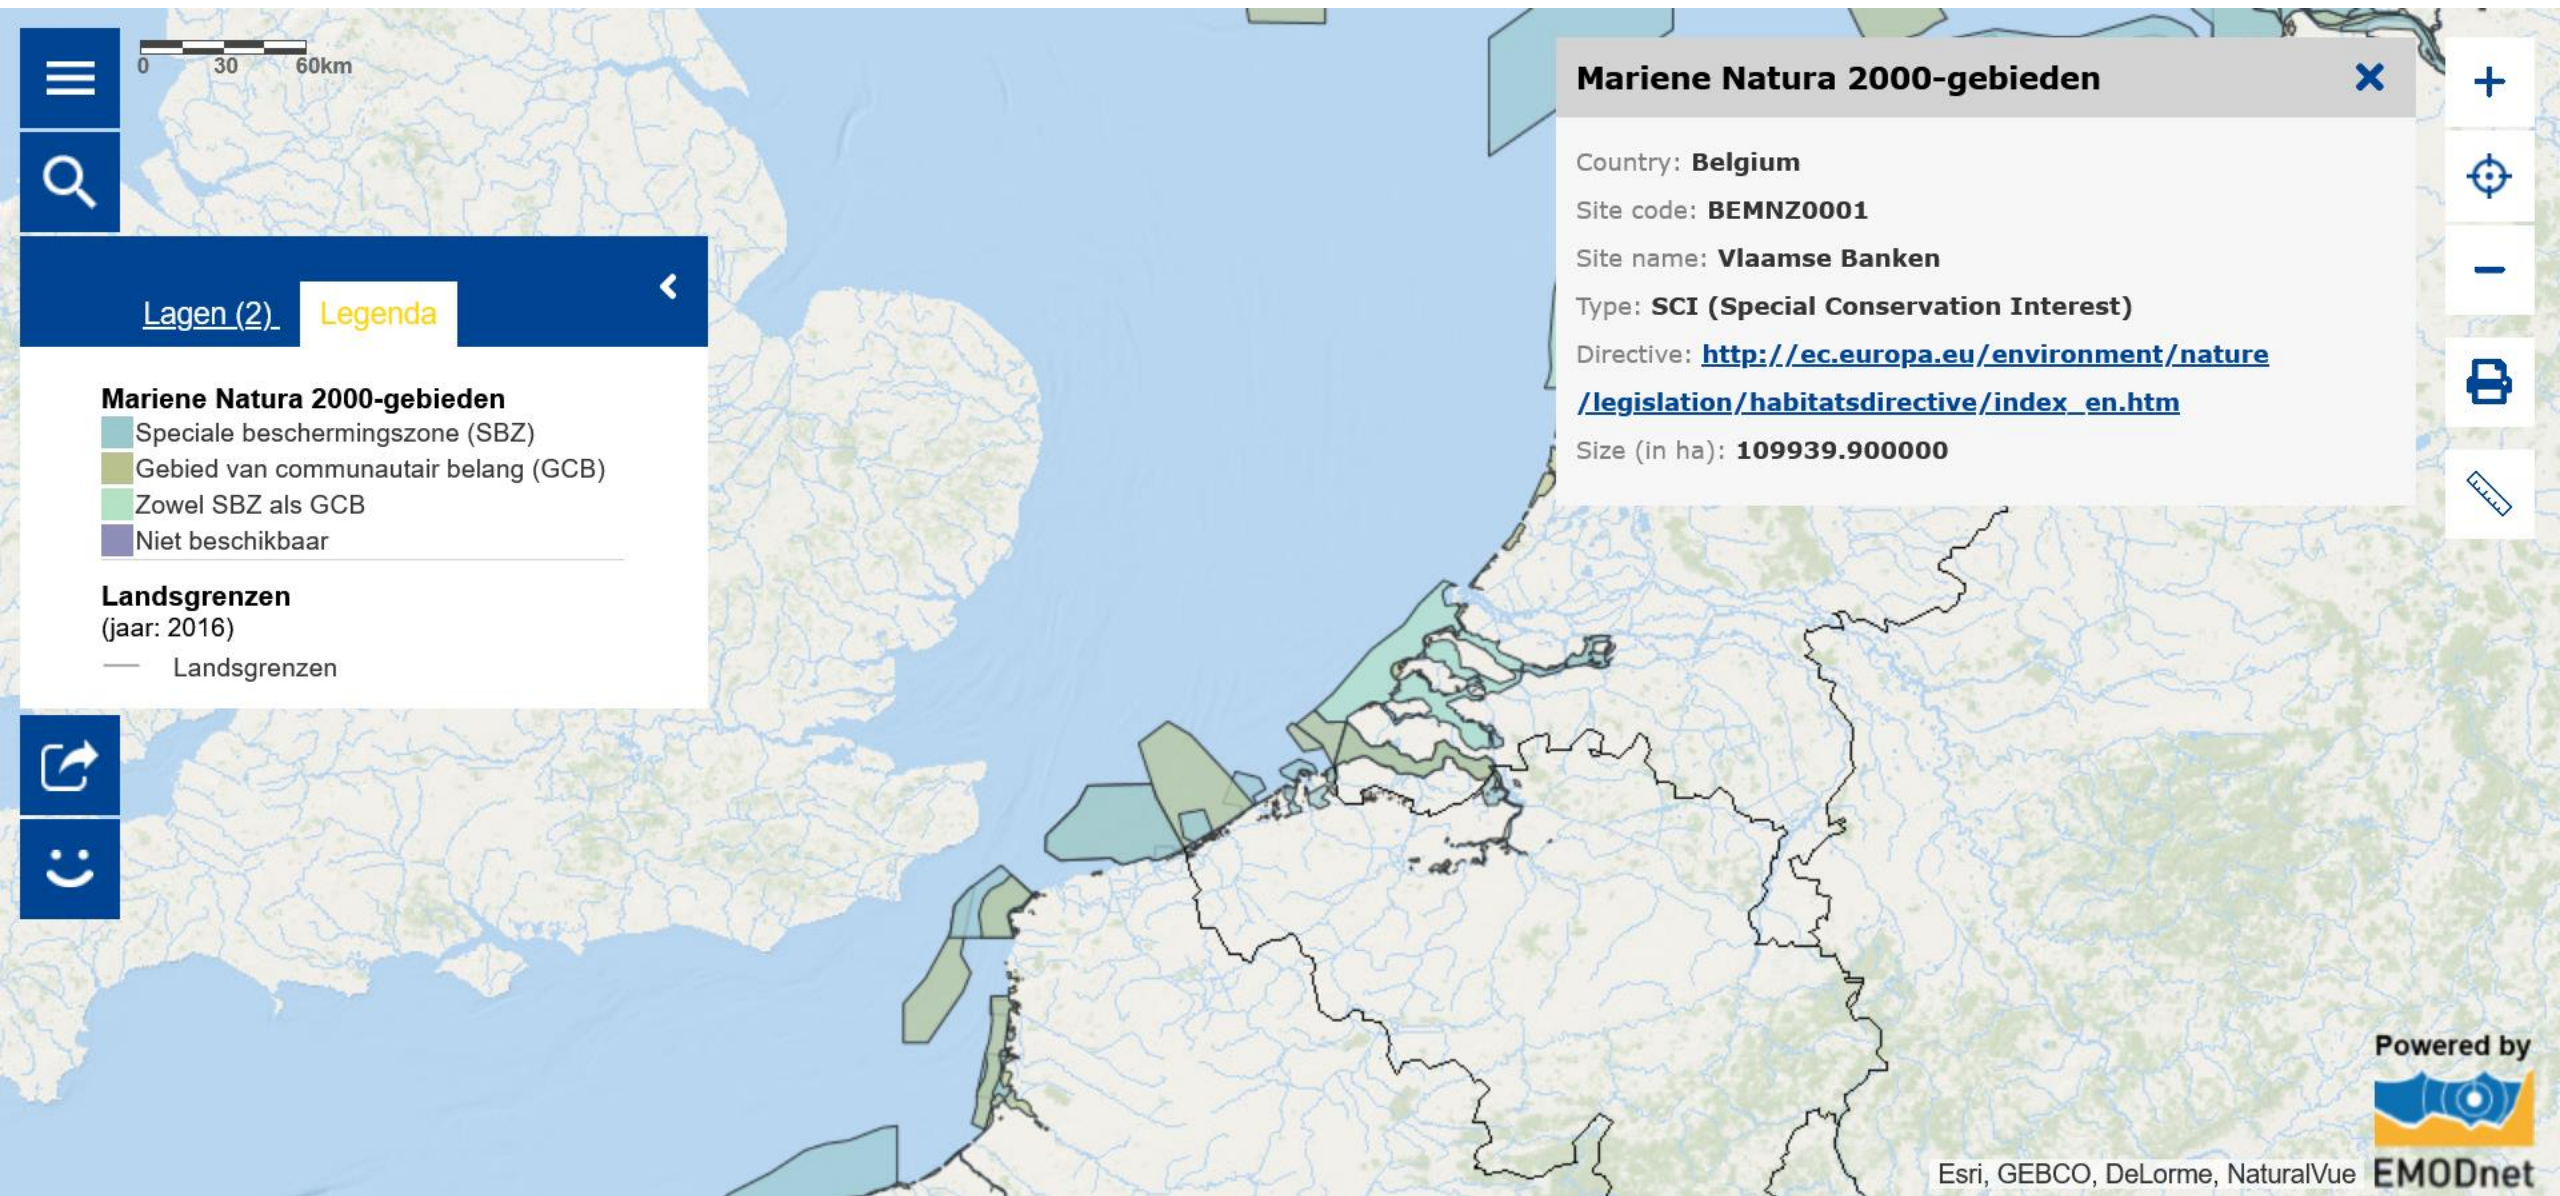 0 30 60km
Lagen (2)
Legenda
Mariene Natura 2000-gebieden
Speciale beschermingszone (SBZ)
Gebied van communautair belang (GCB)
Zowel SBZ als GCB
Niet beschikbaar
Landsgrenzen
(jaar: 2016)
Landsgrenzen
Mariene Natura 2000-gebieden
Country: Belgium
Site code: BEMNZ0001
Site name: Vlaamse Banken
Type: SCI (Special Conservation Interest)
Directive: http://ec.europa.eu/environment/nature
/legislation/habitatsdirective/index_en.htm
Size (in ha): 109939.900000
Powered by
EMODnet
Esri, GEBCO, DeLorme, NaturalVue